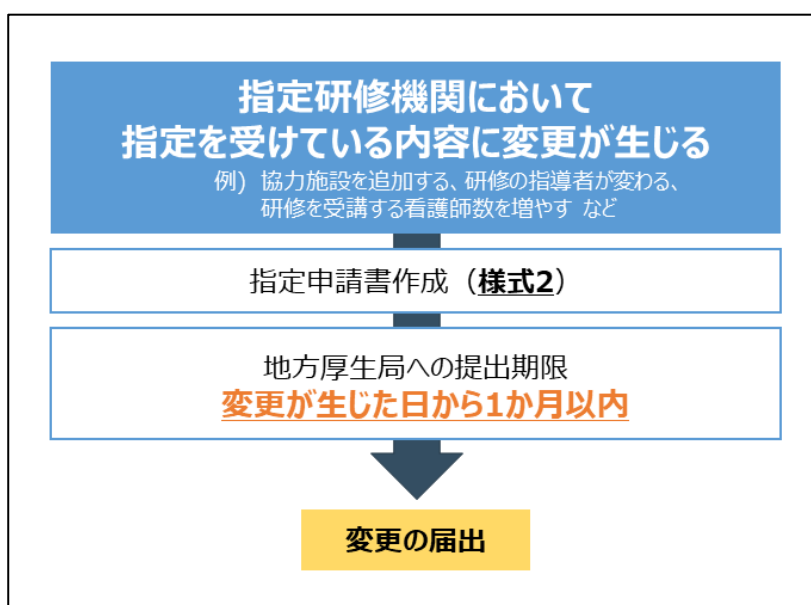 指定研修機関において
指定を受けている内容に変更が生じる
例) 協力施設を追加する、研修の指導者が変わる、
研修を受講する看護師数を増やす など
指定申請書作成（様式2）
地方厚生局への提出期限
変更が生じた日から1か月以内
変更の届出